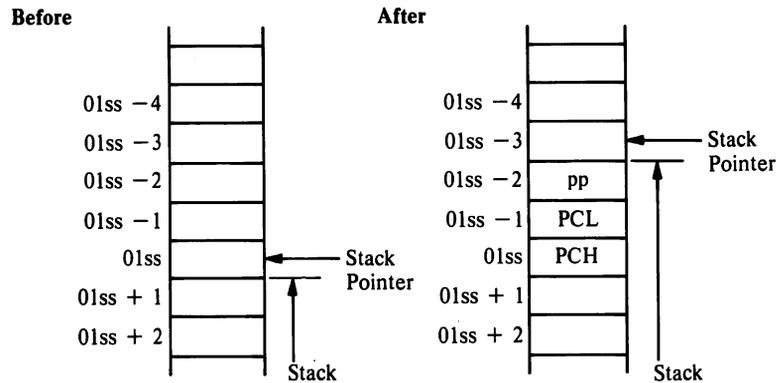 Before
01ss −4
01ss −3
01ss −2
01ss −1
01ss
01ss + 1
01ss + 2
Stack
Pointer
Stack
After
01ss −4
01ss −3
01ss −2
pp
01ss −1
PCL
01ss
PCH
01ss + 1
01ss + 2
Stack
Pointer
Stack